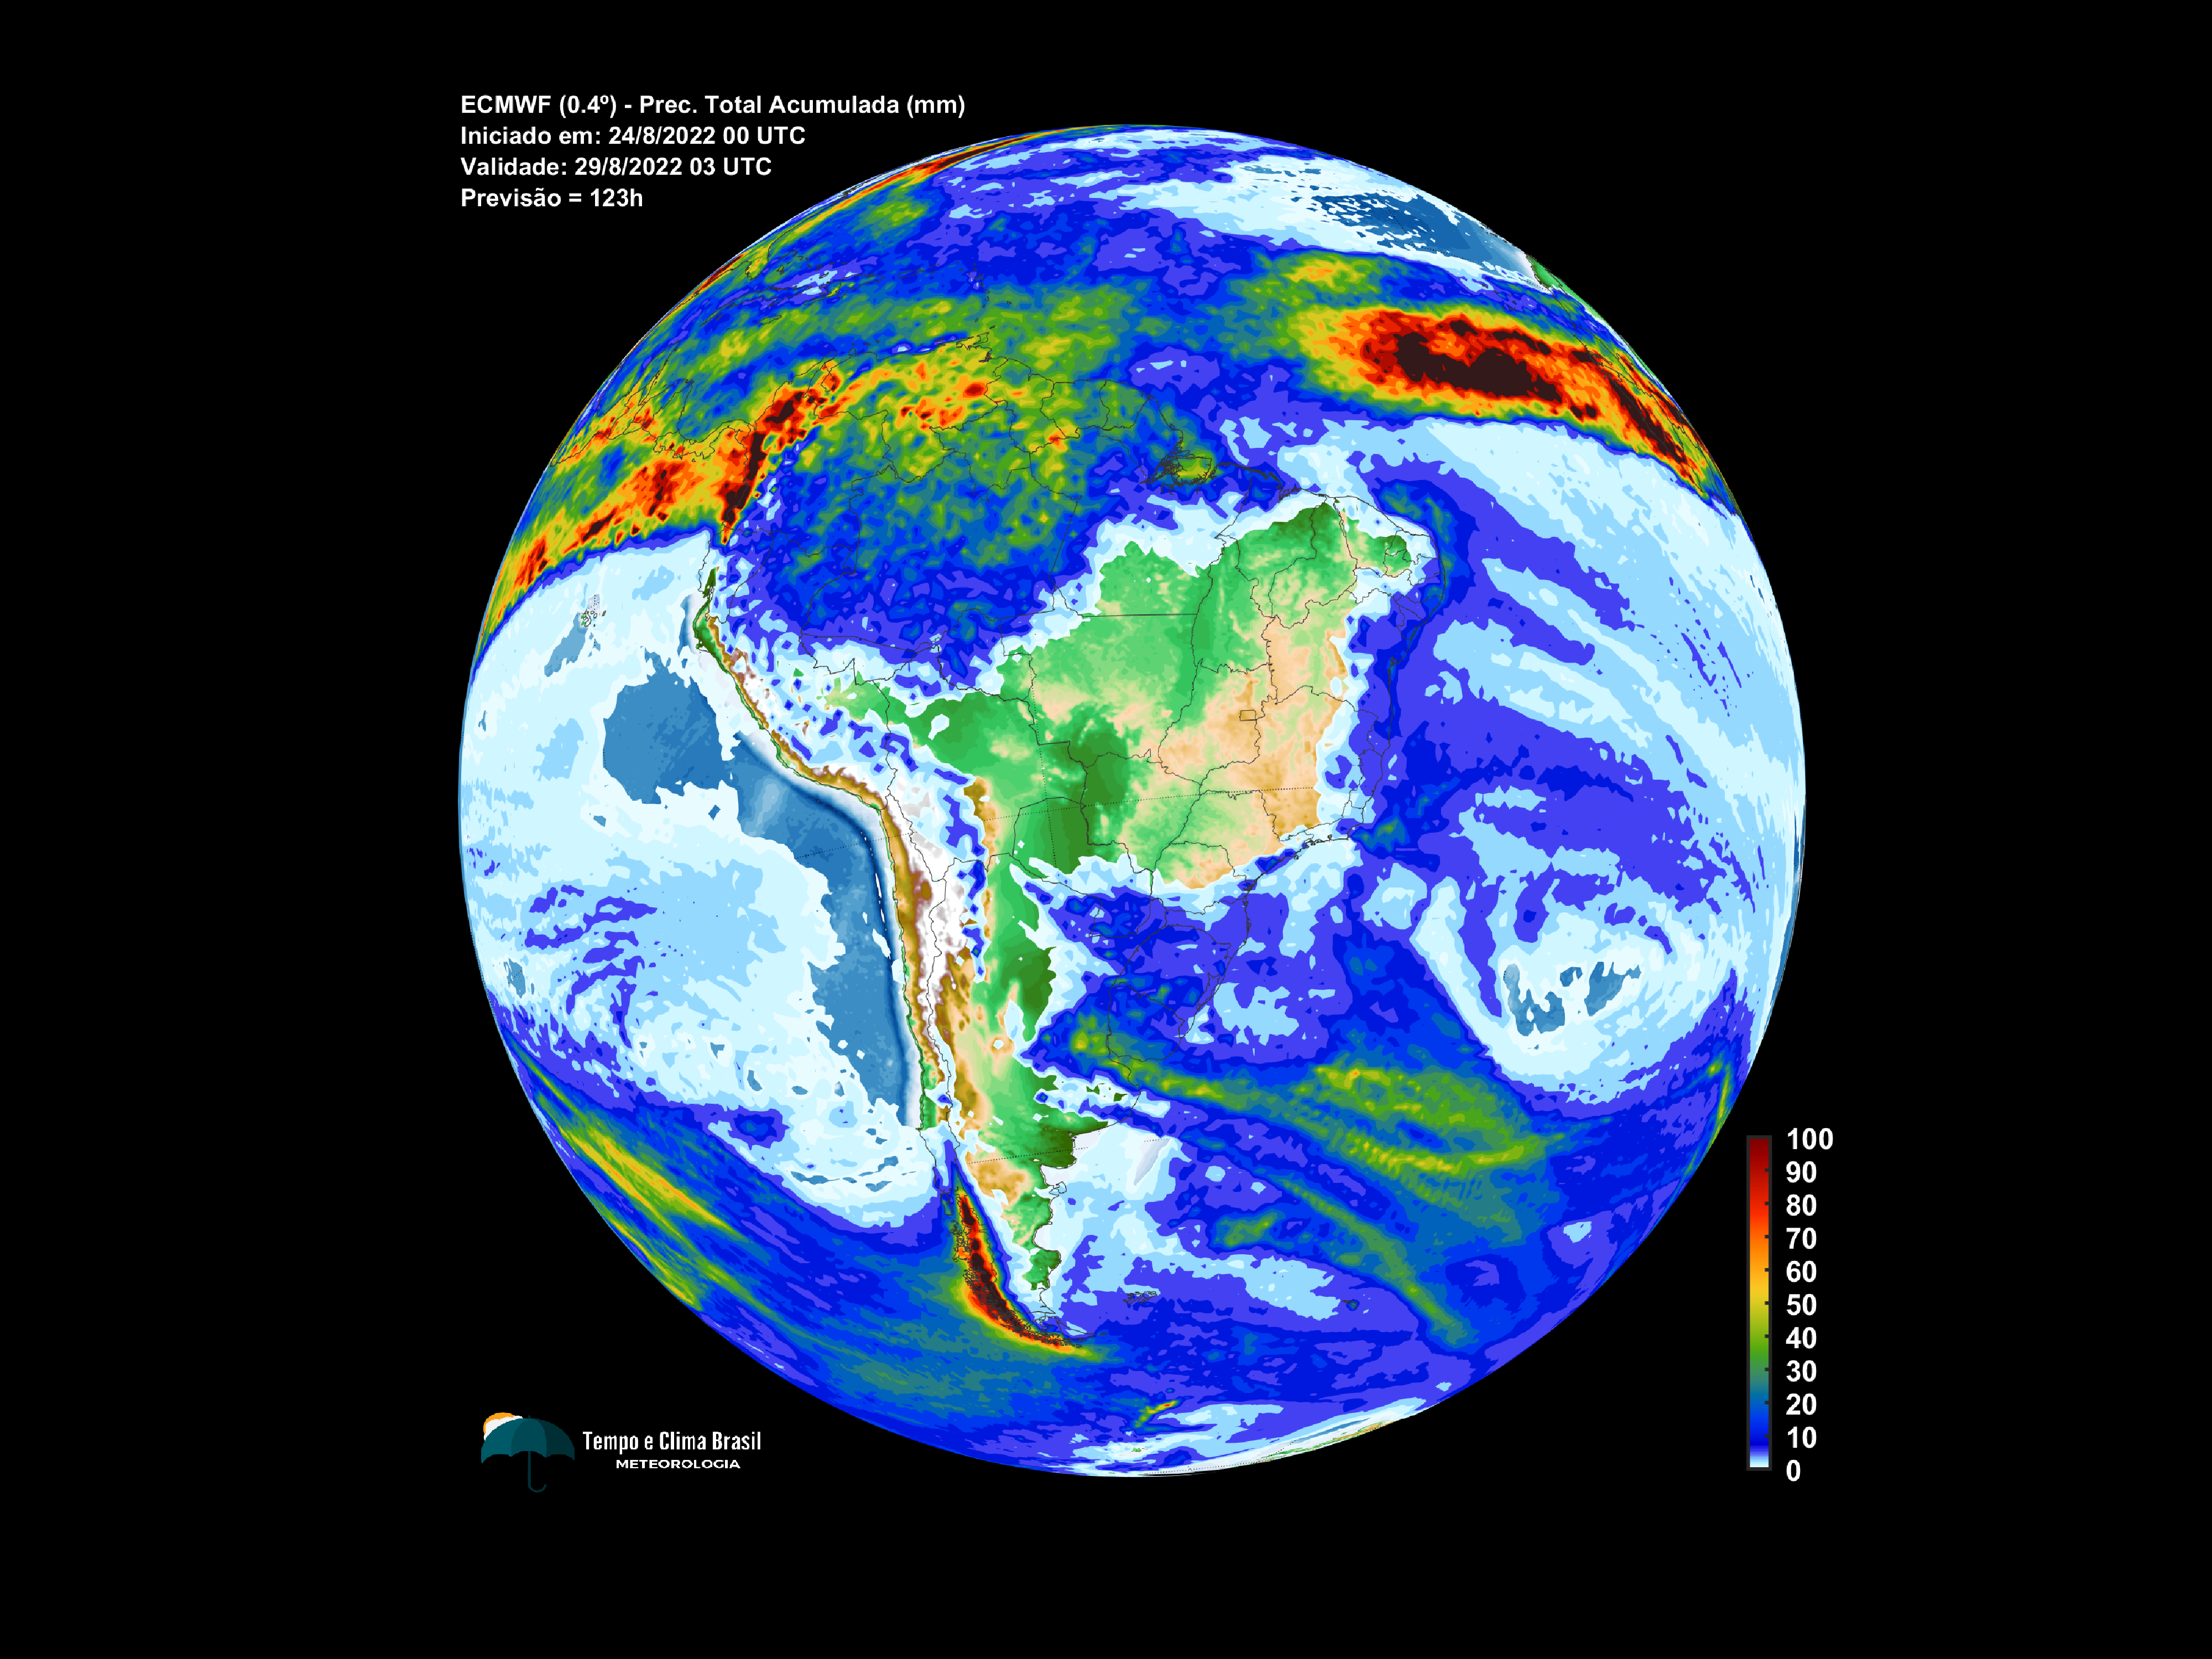 ECMWF (0.4º) - Prec. Total Acumulada (mm)
Iniciado em: 24/8/2022 00 UTC
Validade: 29/8/2022 03 UTC
Previsão = 123h
100
90
80
70
60
50
40
30
20
10
0
Tempo e Clima Brasil
METEOROLOGIA